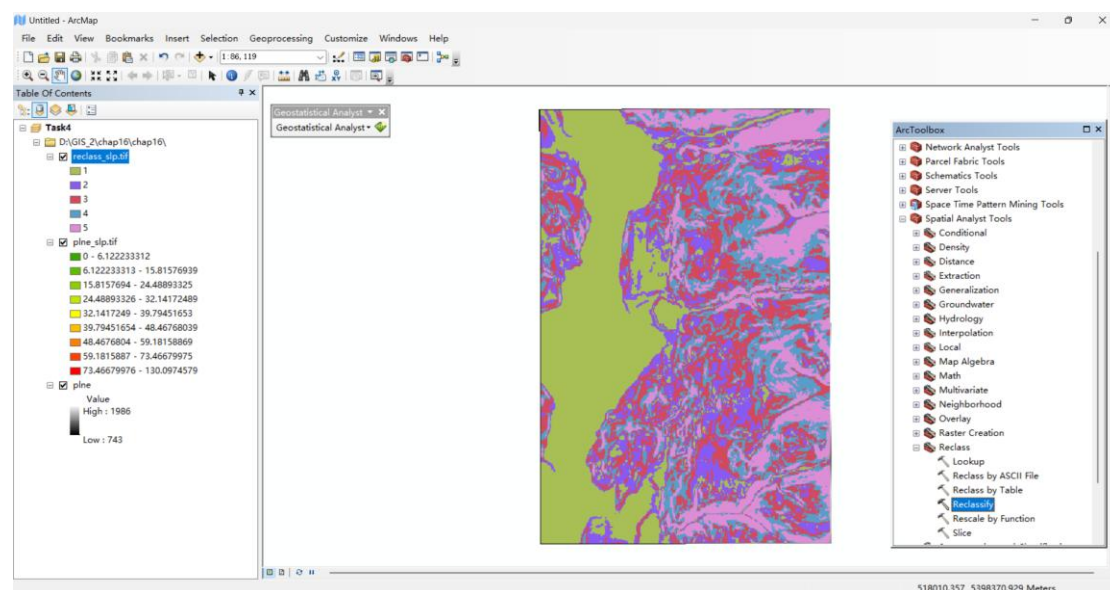 Untitled - ArcMap
File Edit View Bookmarks Insert Selection Geoprocessing Customize Windows Help
1:86,119
Table Of Contents
Task4
D:\GIS_2\chap16\chap16\
reclass_slp.tif
1
2
3
4
5
plne_slp.tif
0 - 6.122233312
6.122233313 - 15.81576939
15.8157694 - 24.48893325
24.48893326 - 32.14172489
32.1417249 - 39.79451653
39.79451654 - 48.46768039
48.4676804 - 59.18158869
59.1815887 - 73.46679975
73.46679976 - 130.0974579
plne
Value
High : 1986
Low : 743
Geostatistical Analyst
Geostatistical Analyst
ArcToolbox
Network Analyst Tools
Parcel Fabric Tools
Schematics Tools
Server Tools
Space Time Pattern Mining Tools
Spatial Analyst Tools
Conditional
Density
Distance
Extraction
Generalization
Groundwater
Hydrology
Interpolation
Local
Map Algebra
Math
Multivariate
Neighborhood
Overlay
Raster Creation
Reclass
Lookup
Reclass by ASCII File
Reclass by Table
Reclassify
Rescale by Function
Slice
518010.357 5398370.929 Meters